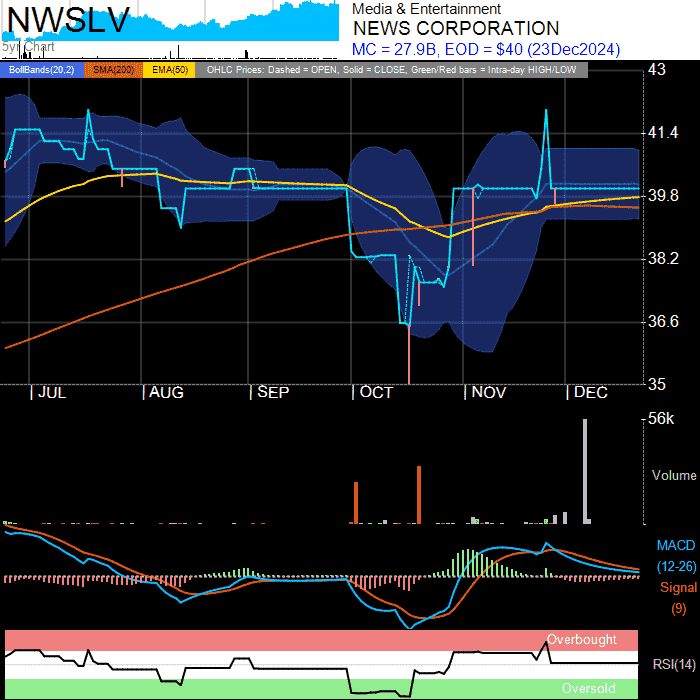 NWSLV
5yr Chart
Media & Entertainment
NEWS CORPORATION
MC = 27.9B, EOD = $40 (23Dec2024)
BollBands(20,2) SMA(200) EMA(50) OHLC Prices: Dashed = OPEN, Solid = CLOSE, Green/Red bars = Intra-day HIGH/LOW
43
41.4
39.8
38.2
36.6
35
JUL AUG SEP OCT NOV DEC
56k
Volume
MACD
(12-26)
Signal
(9)
Overbought
RSI(14)
Oversold